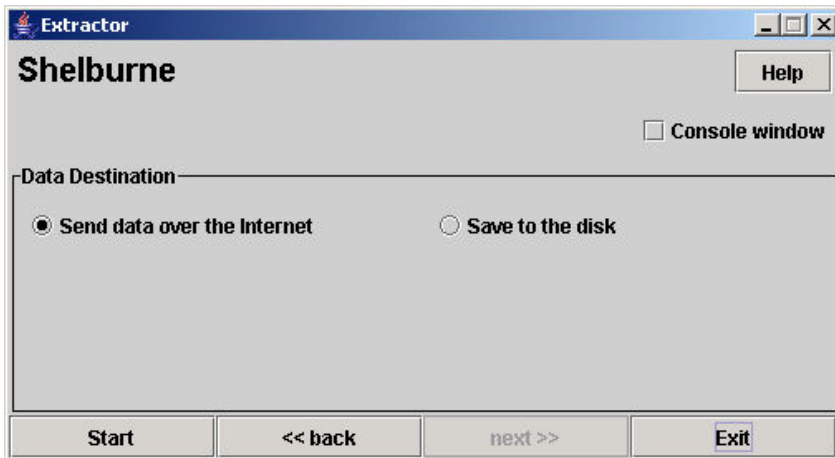 Extractor
Shelburne
Help
Console window
Data Destination
Send data over the Internet Save to the disk
Start << back next >> Exit